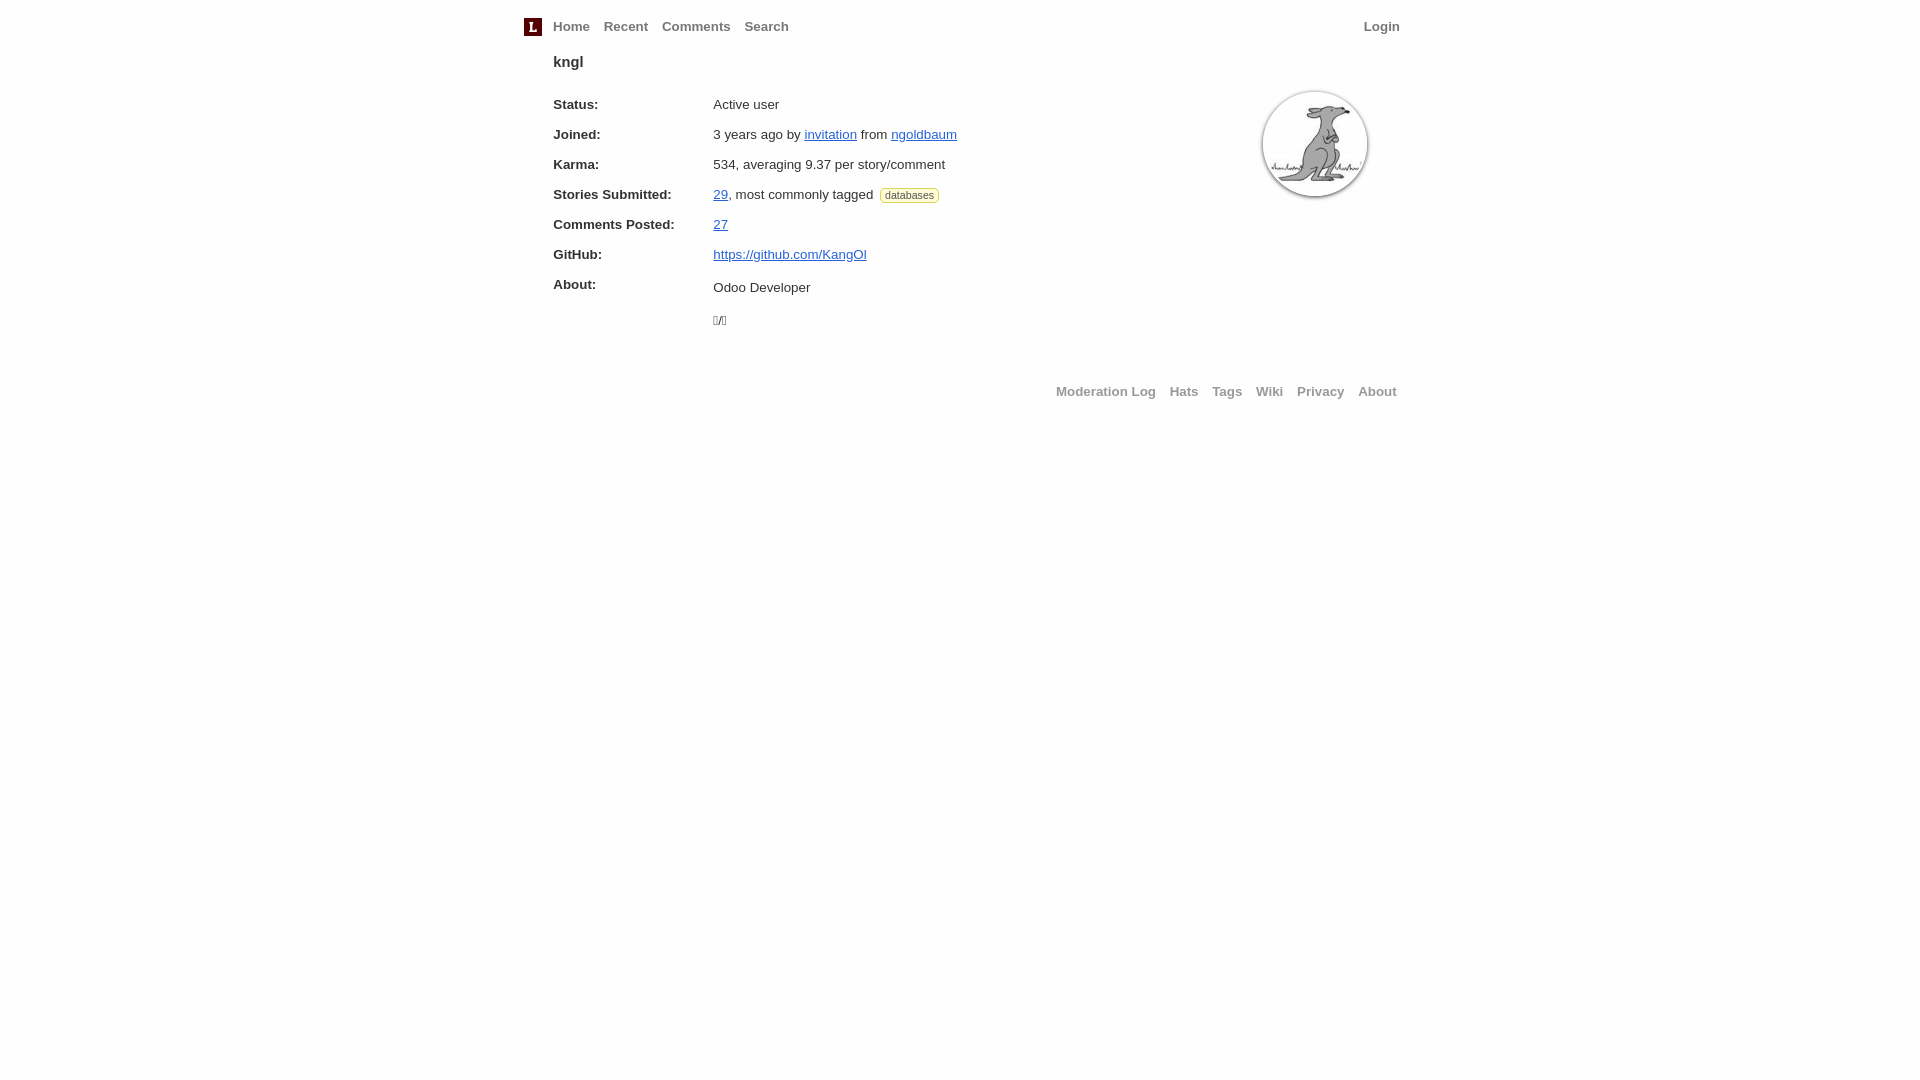 L Home Recent Comments Search Login
kngl
Status: Active user
Joined: 3 years ago by invitation from ngoldbaum
Karma: 534, averaging 9.37 per story/comment
Stories Submitted: 29, most commonly tagged databases
Comments Posted: 27
GitHub: https://github.com/KangOl
About: Odoo Developer
/
Moderation Log Hats Tags Wiki Privacy About